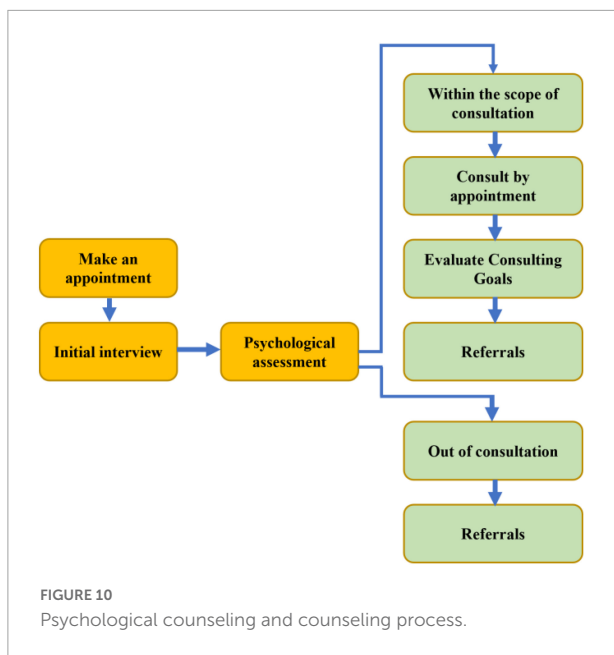 Make an
appointment
Initial interview
Psychological
assessment
Within the scope of
consultation
Consult by
appointment
Evaluate Consulting
Goals
Referrals
Out of consultation
Referrals
FIGURE 10
Psychological counseling and counseling process.